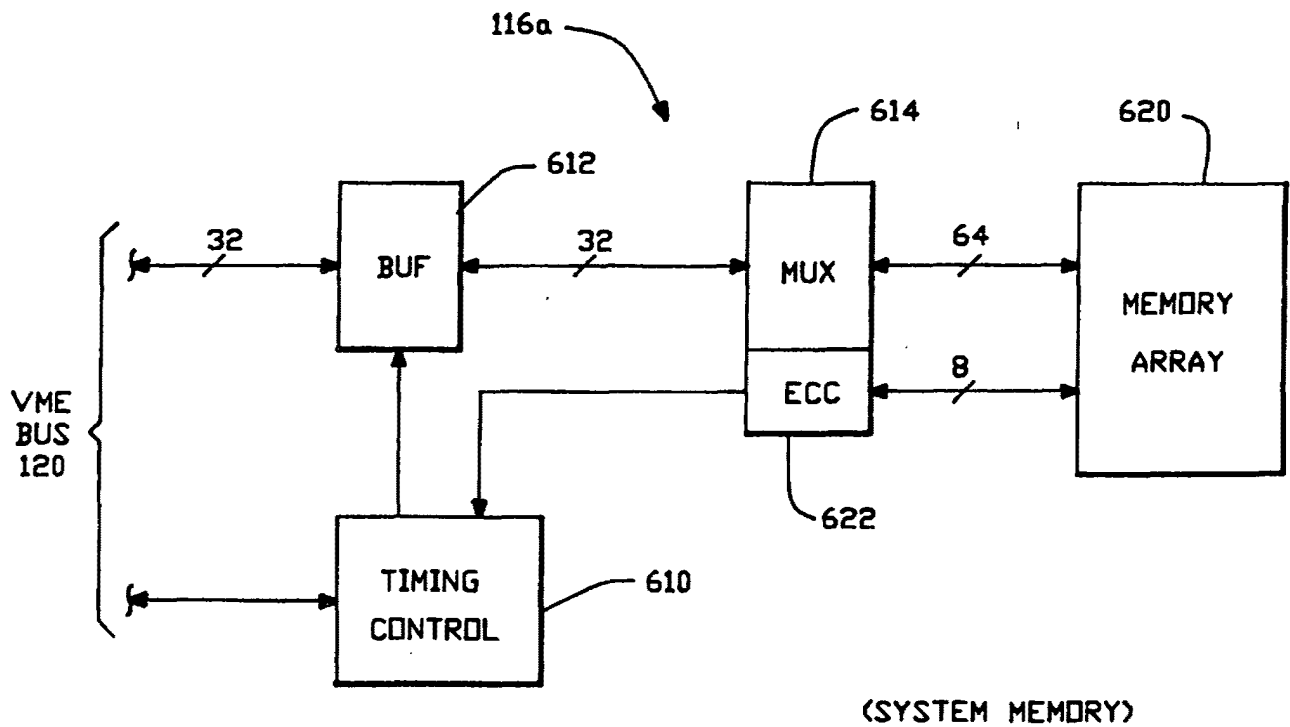 116a
614
620
612
32
32
64
BUF
MUX
MEMORY
ARRAY
8
ECC
VME
BUS
120
622
TIMING
CONTROL
610
(SYSTEM MEMORY)